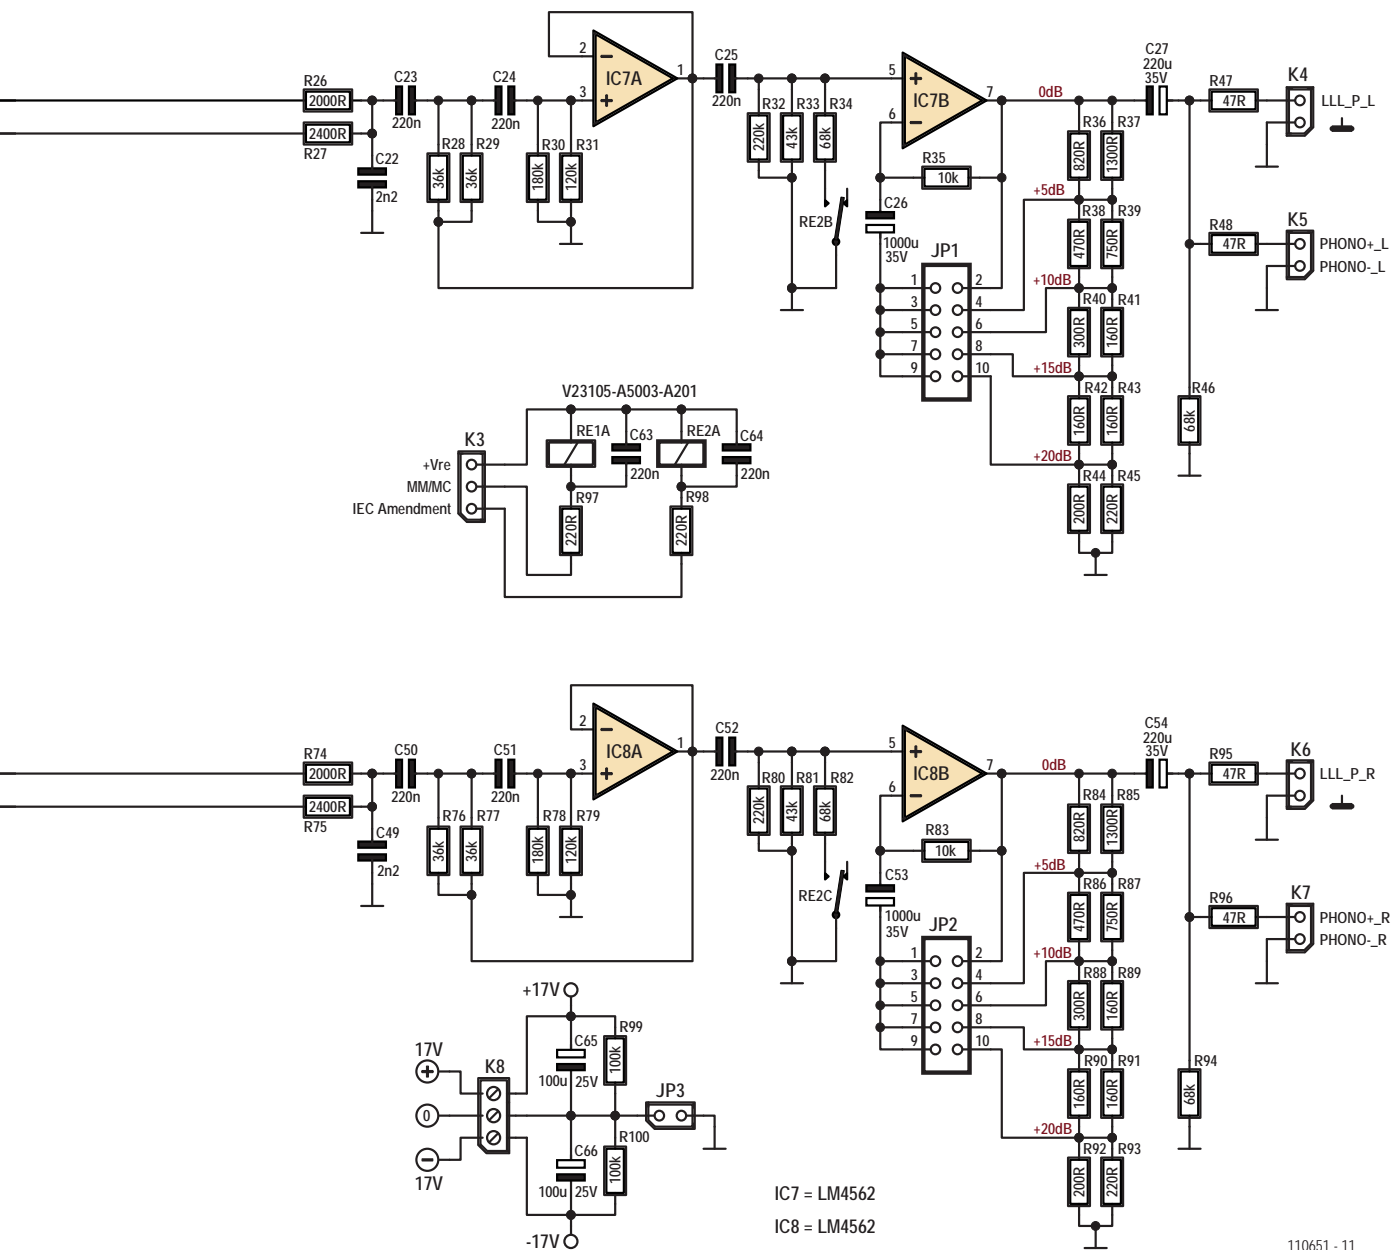 R26
2000R
2400R
R27
C23
220n
C24
220n
C22
2n2
R28
36k
R29
36k
R30
180k
R31
120k
2
3
1
IC7A
C25
220n
R32
220k
R33
43k
R34
68k
RE2B
5
6
7
IC7B
R35
10k
C26
1000u
35V
JP1
1
2
3
4
5
6
7
8
9
10
0dB
+5dB
+10dB
+15dB
+20dB
R36
820R
R37
1300R
R38
470R
R39
750R
R40
300R
R41
160R
R42
160R
R43
160R
R44
200R
R45
220R
C27
220u
35V
R47
47R
K4
LLL_P_L
R48
47R
K5
PHONO+_L
PHONO-_L
R46
68k
V23105-A5003-A201
K3
+Vre
MM/MC
IEC Amendment
RE1A
C63
220n
RE2A
C64
220n
R97
220R
R98
220R
R74
2000R
2400R
R75
C50
220n
C51
220n
C49
2n2
R76
36k
R77
36k
R78
180k
R79
120k
2
3
1
IC8A
C52
220n
R80
220k
R81
43k
R82
68k
RE2C
5
6
7
IC8B
R83
10k
C53
1000u
35V
JP2
1
2
3
4
5
6
7
8
9
10
0dB
+5dB
+10dB
+15dB
+20dB
R84
820R
R85
1300R
R86
470R
R87
750R
R88
300R
R89
160R
R90
160R
R91
160R
R92
200R
R93
220R
C54
220u
35V
R95
47R
K6
LLL_P_R
R96
47R
K7
PHONO+_R
PHONO-_R
R94
68k
+17V
17V
K8
0
17V
C65
100u 25V
R99
100k
JP3
C66
100u 25V
R100
100k
-17V
IC7 = LM4562
IC8 = LM4562
110651 - 11